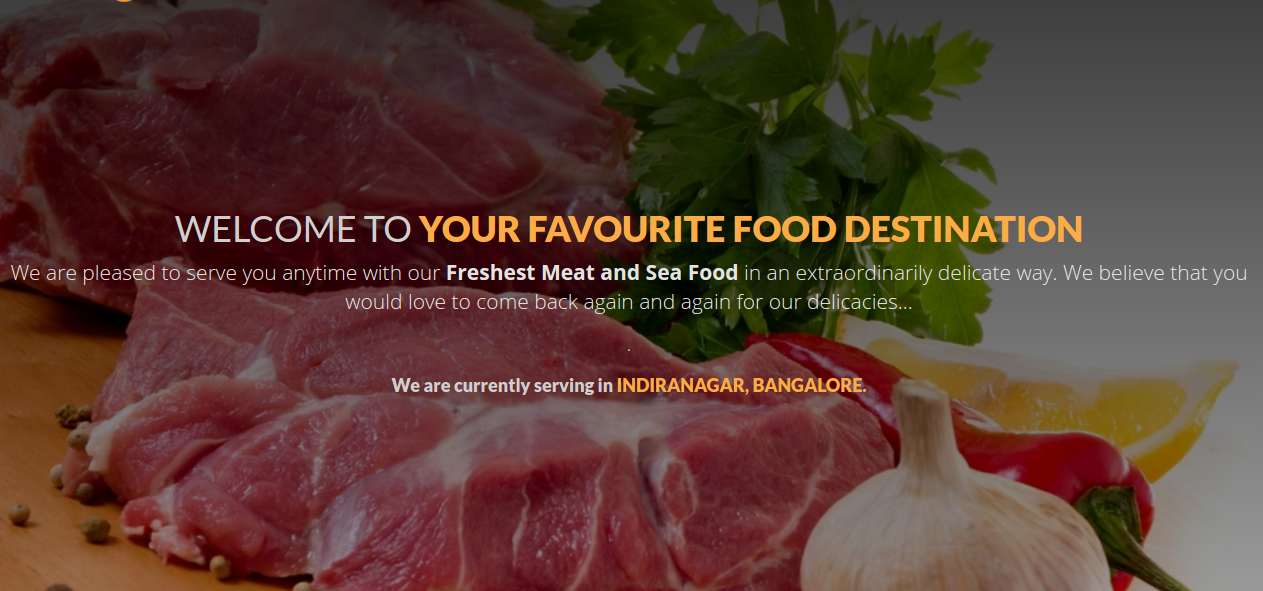 WELCOME TO YOUR FAVOURITE FOOD DESTINATION
We are pleased to serve you anytime with our Freshest Meat and Sea Food in an extraordinarily delicate way. We believe that you
would love to come back again and again for our delicacies...
.
We are currently serving in INDIRANAGAR, BANGALORE.